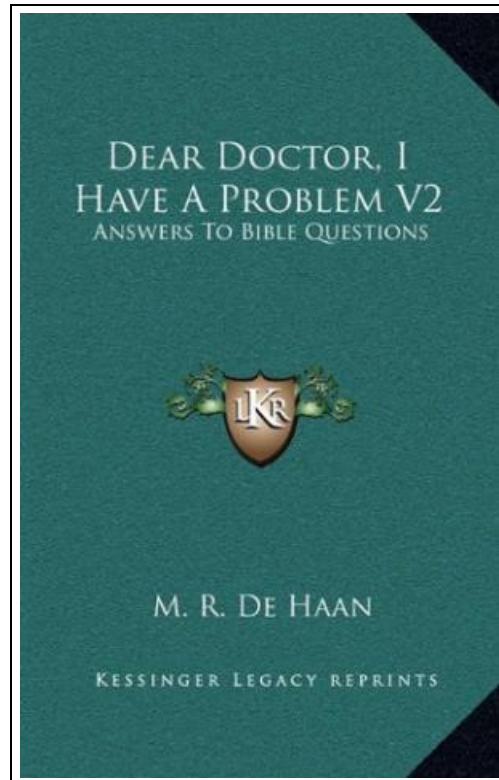 DEAR DOCTOR, I
HAVE A PROBLEM V2
ANSWERS TO BIBLE QUESTIONS
LKR
M. R. DE HAAN
KESSINGER LEGACY REPRINTS